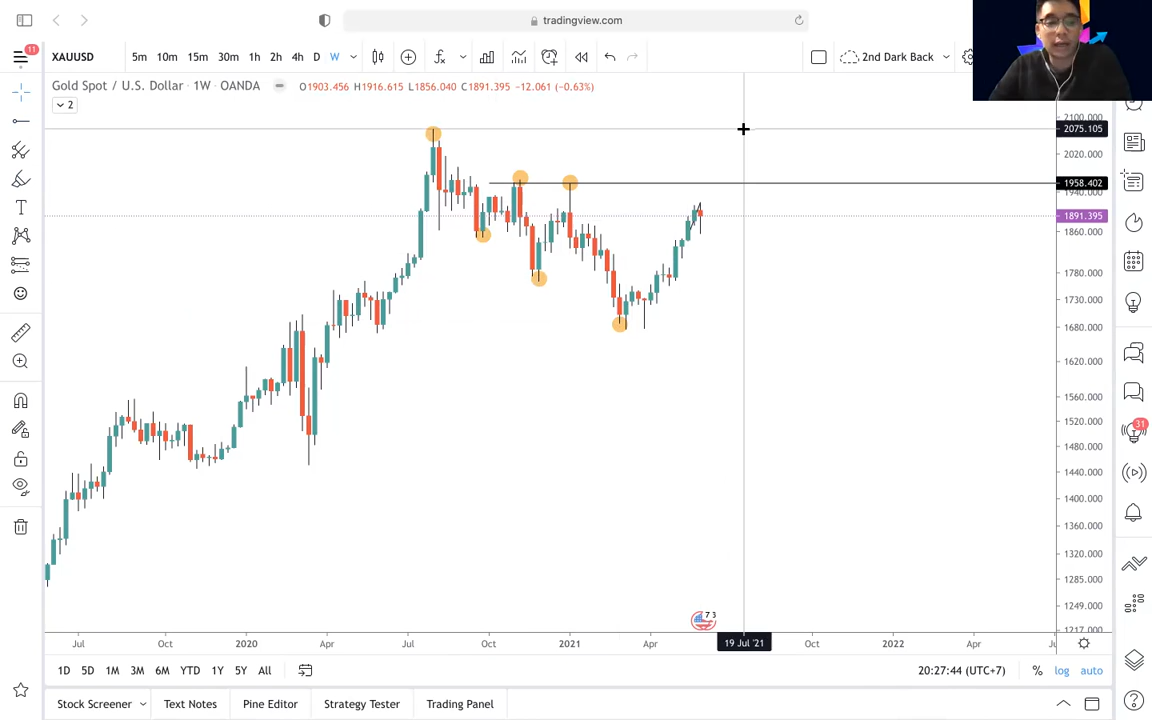 tradingview.com
11
XAUUSD
5m 10m 15m 30m 1h 2h 4h D W
2nd Dark Back
Gold Spot / U.S. Dollar · 1W · OANDA
O1903.456 H1916.615 L1856.040 C1891.395 −12.061 (−0.63%)
2
2100.000
2075.105
2020.000
1958.402
1940.000
1891.395
1860.000
1780.000
1730.000
1680.000
1620.000
1560.000
1520.000
1480.000
1440.000
1400.000
1360.000
1320.000
1285.000
1249.000
1217.000
31
7 3
Jul Oct 2020 Apr Jul Oct 2021 Apr 19 Jul '21 Oct 2022 Apr
1D 5D 1M 3M 6M YTD 1Y 5Y All
20:27:44 (UTC+7) % log auto
Stock Screener Text Notes Pine Editor Strategy Tester Trading Panel